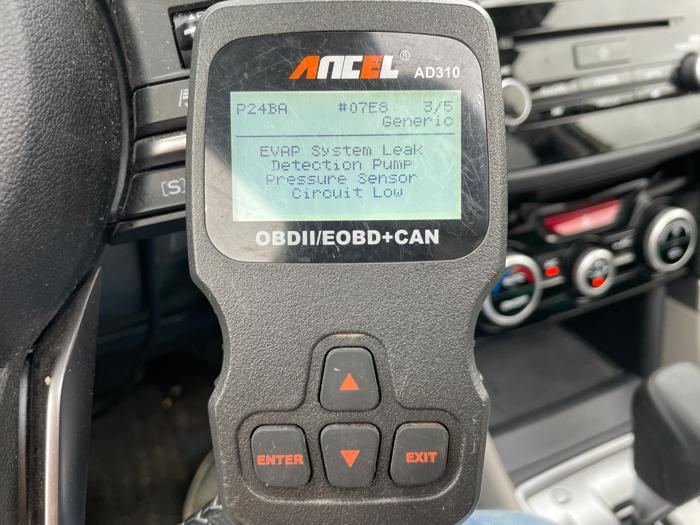 ANCEL®
AD310
P24BA #07E8 3/5
Generic
EVAP System Leak
Detection Pump
Pressure Sensor
Circuit Low
OBDII/EOBD+CAN
ENTER
EXIT
[S]